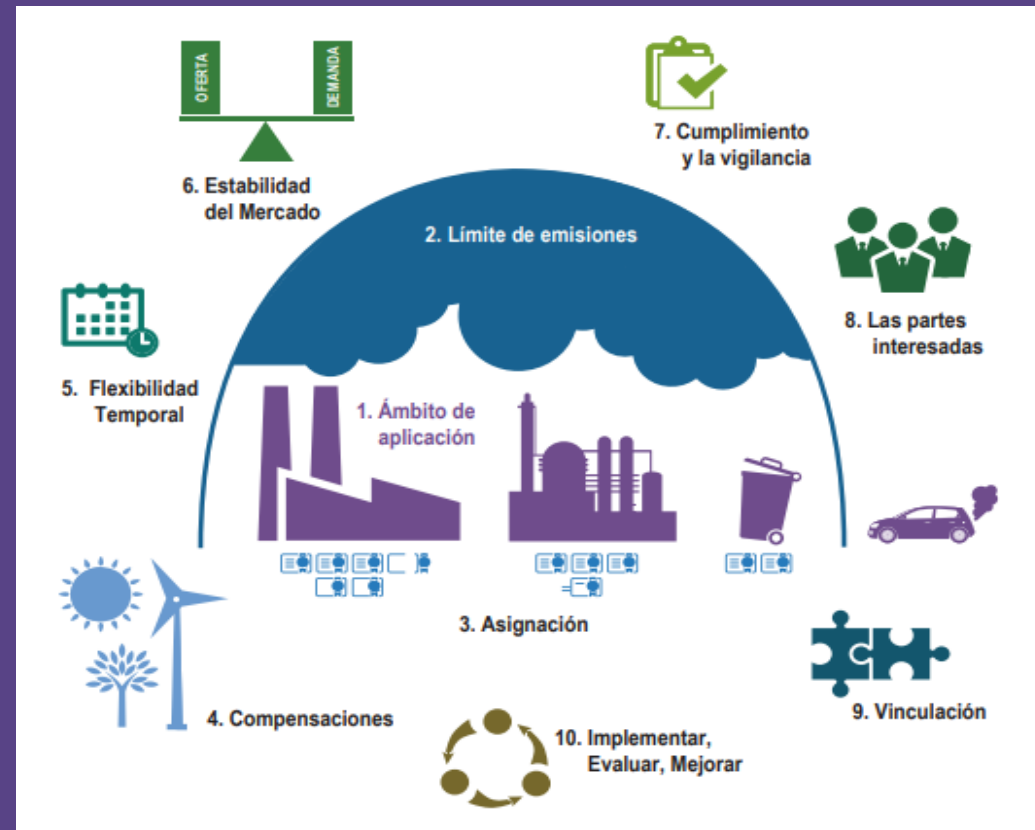 OFERTA
DEMANDA
6. Estabilidad
del Mercado
7. Cumplimiento
y la vigilancia
2. Límite de emisiones
8. Las partes
interesadas
5. Flexibilidad
Temporal
1. Ámbito de
aplicación
3. Asignación
4. Compensaciones
9. Vinculación
10. Implementar,
Evaluar, Mejorar